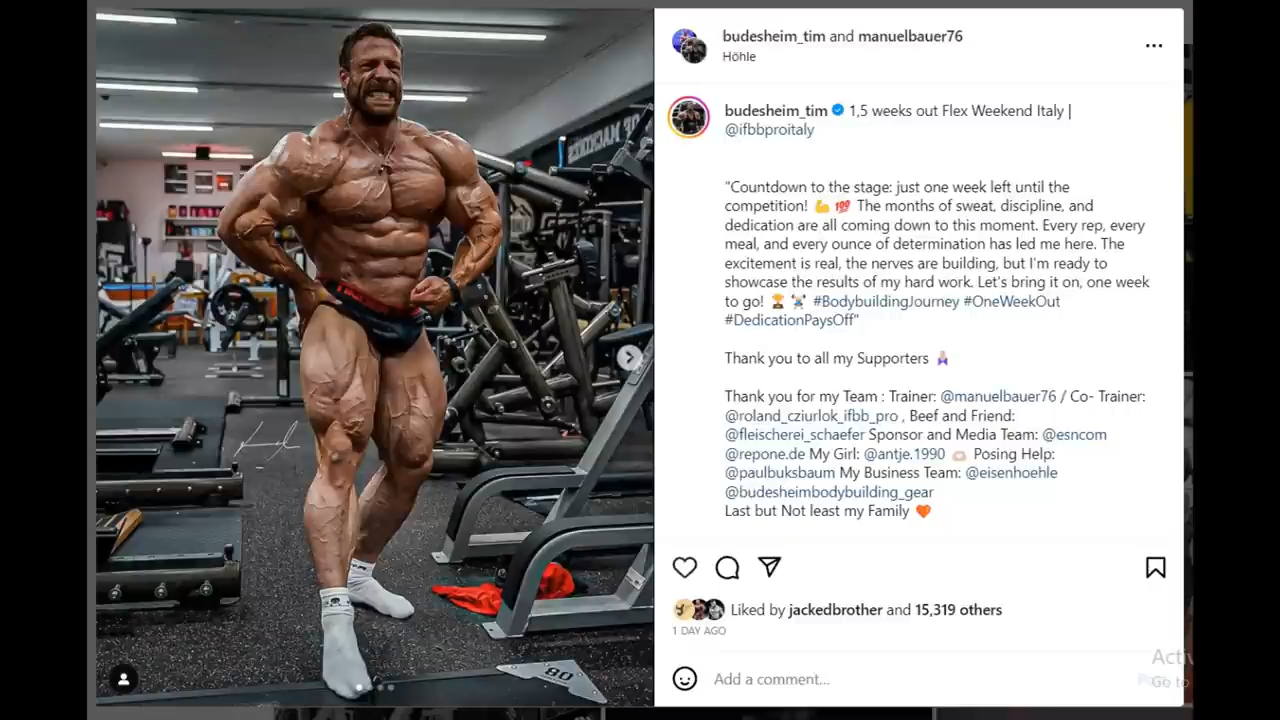 budesheim_tim and manuelbauer76
Höhle
budesheim_tim 1,5 weeks out Flex Weekend Italy |
@ifbbproitaly
"Countdown to the stage: just one week left until the
competition! 💪 💯 The months of sweat, discipline, and
dedication are all coming down to this moment. Every rep, every
meal, and every ounce of determination has led me here. The
excitement is real, the nerves are building, but I'm ready to
showcase the results of my hard work. Let's bring it on, one week
to go! 🏆 🏋️ #BodybuildingJourney #OneWeekOut
#DedicationPaysOff"
Thank you to all my Supporters
Thank you for my Team : Trainer: @manuelbauer76 / Co- Trainer:
@roland_cziurlok_ifbb_pro , Beef and Friend:
@fleischerei_schaefer Sponsor and Media Team: @esncom
@repone.de My Girl: @antje.1990 🫶🏻 Posing Help:
@paulbuksbaum My Business Team: @eisenhoehle
@budesheimbodybuilding_gear
Last but Not least my Family 🧡
Liked by jackedbrother and 15,319 others
1 DAY AGO
Add a comment...
Go to
80